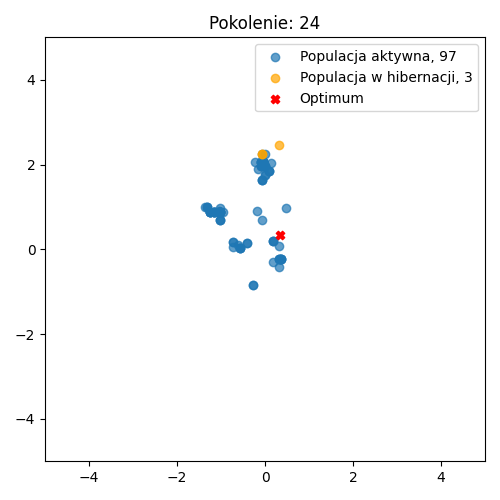 Pokolenie: 24
Populacja aktywna, 97
Populacja w hibernacji, 3
Optimum
4
2
0
−2
−4
−4
−2
0
2
4